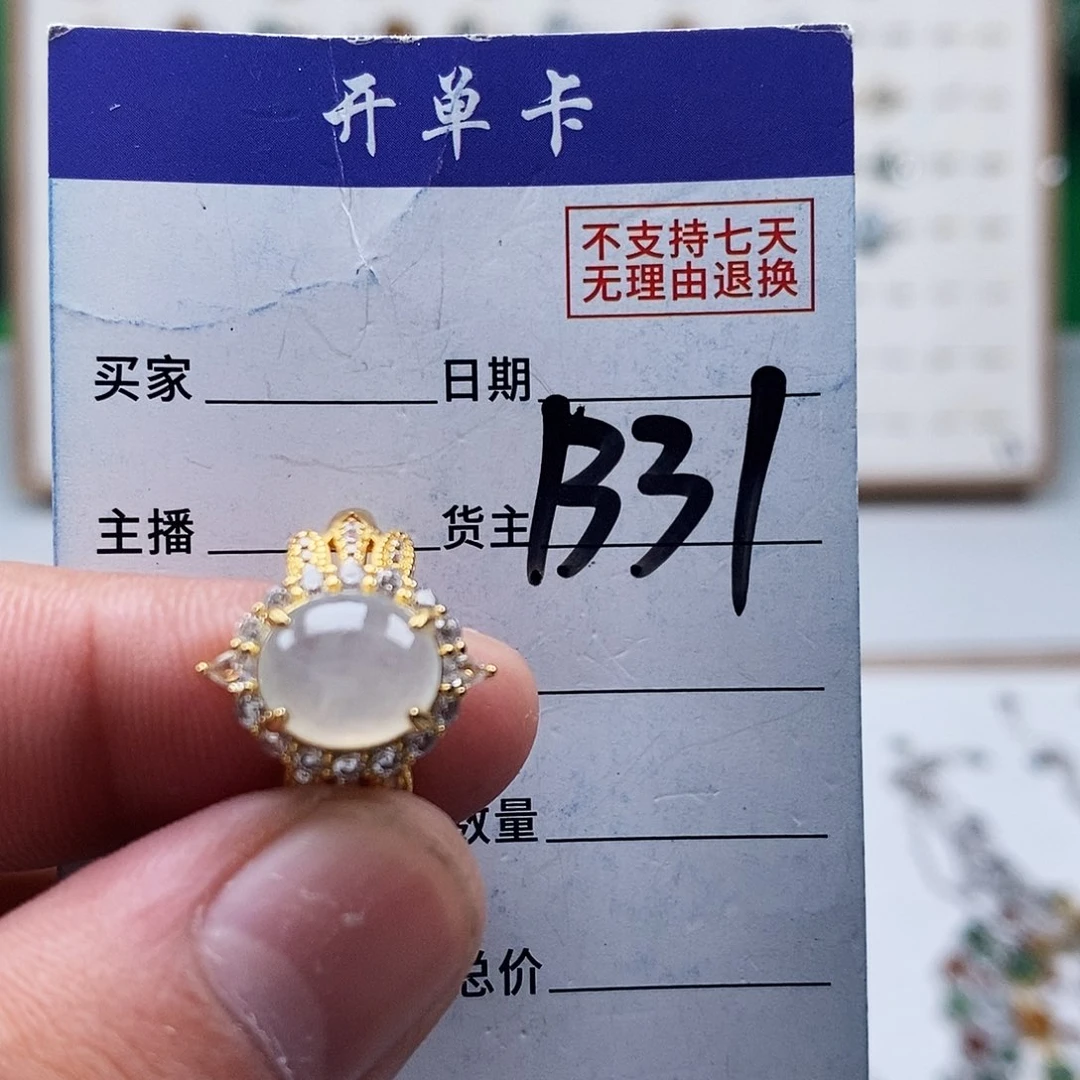 开单卡
不支持七天
无理由退换
买家 日期
B31
主播 货主
数量
总价